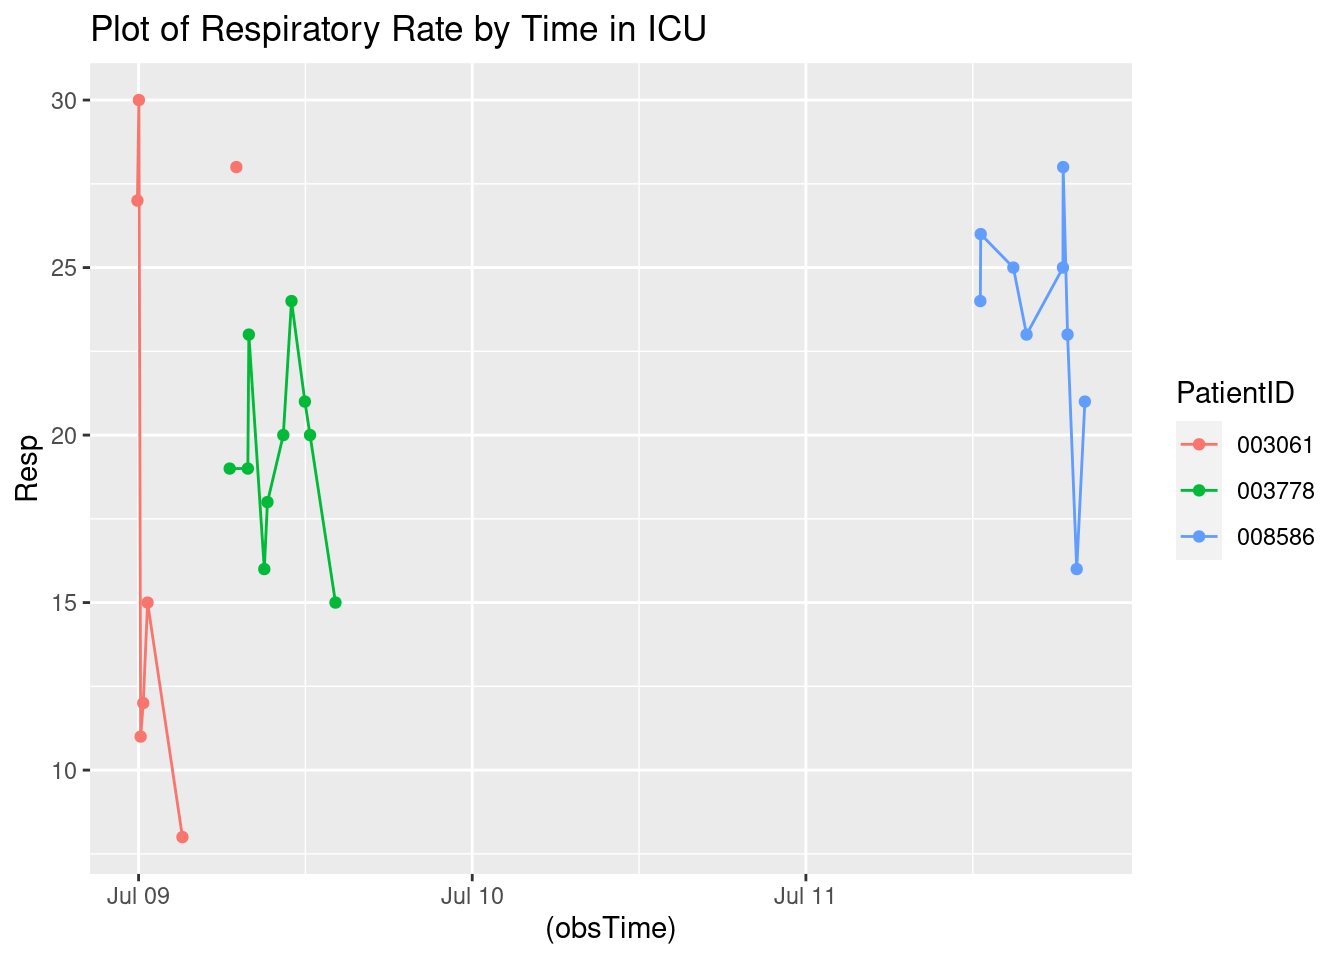 Plot of Respiratory Rate by Time in ICU
30
25
20
15
10
Resp
Jul 09
Jul 10
Jul 11
(obsTime)
PatientID
003061
003778
008586